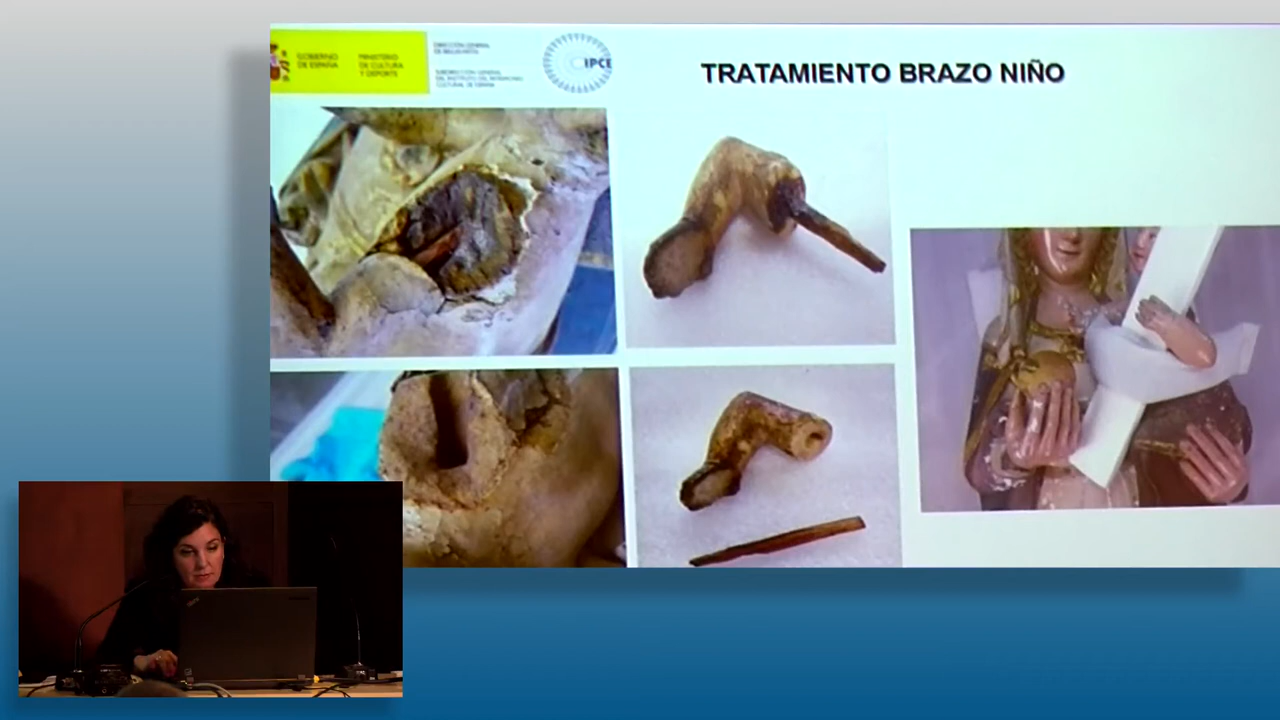 GOBIERNO
DE ESPAÑA
MINISTERIO
DE CULTURA
Y DEPORTE
DIRECCIÓN GENERAL
DE BELLAS ARTES
SUBDIRECCIÓN GENERAL
DEL INSTITUTO DEL PATRIMONIO
CULTURAL DE ESPAÑA
IPCE
TRATAMIENTO BRAZO NIÑO